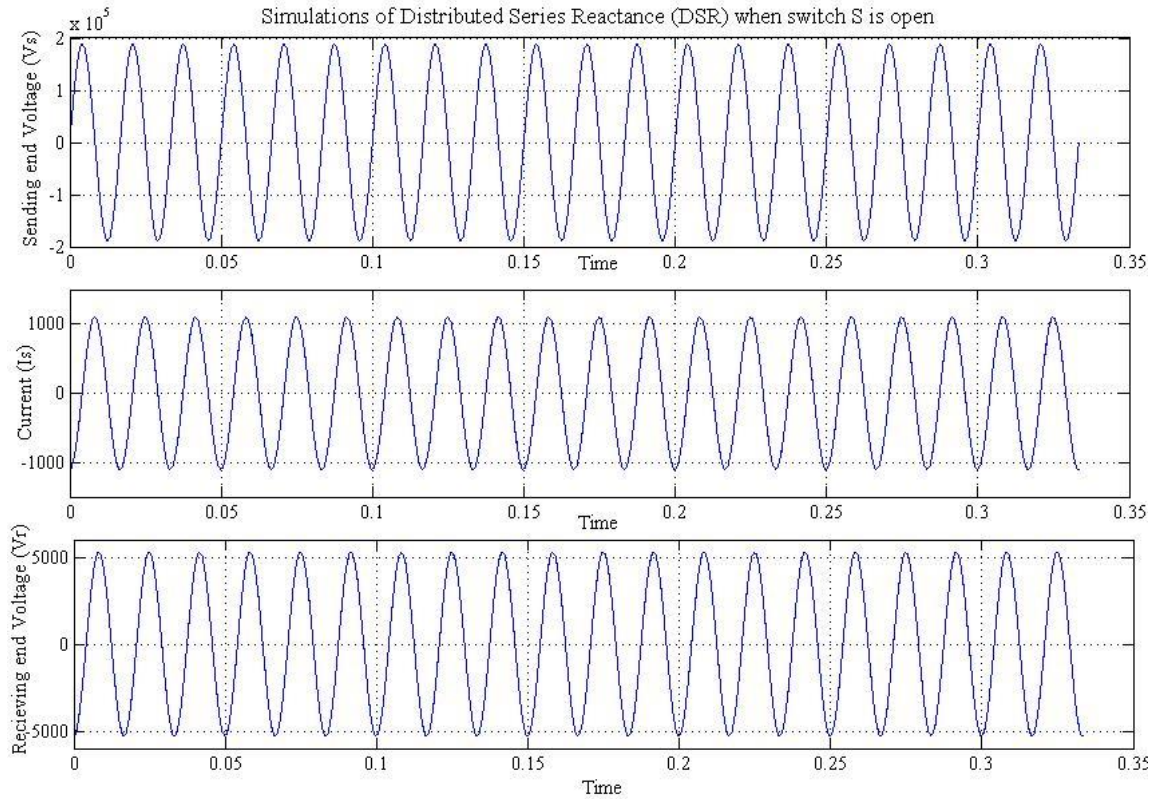 Simulations of Distributed Series Reactance (DSR) when switch S is open
x 10^5
Sending end Voltage (Vs)
2
1
0
-1
-2
0 0.05 0.1 0.15 0.2 0.25 0.3 0.35
Time
Current (Is)
1000
0
-1000
0 0.05 0.1 0.15 0.2 0.25 0.3 0.35
Time
Recieving end Voltage (Vr)
5000
0
-5000
0 0.05 0.1 0.15 0.2 0.25 0.3 0.35
Time